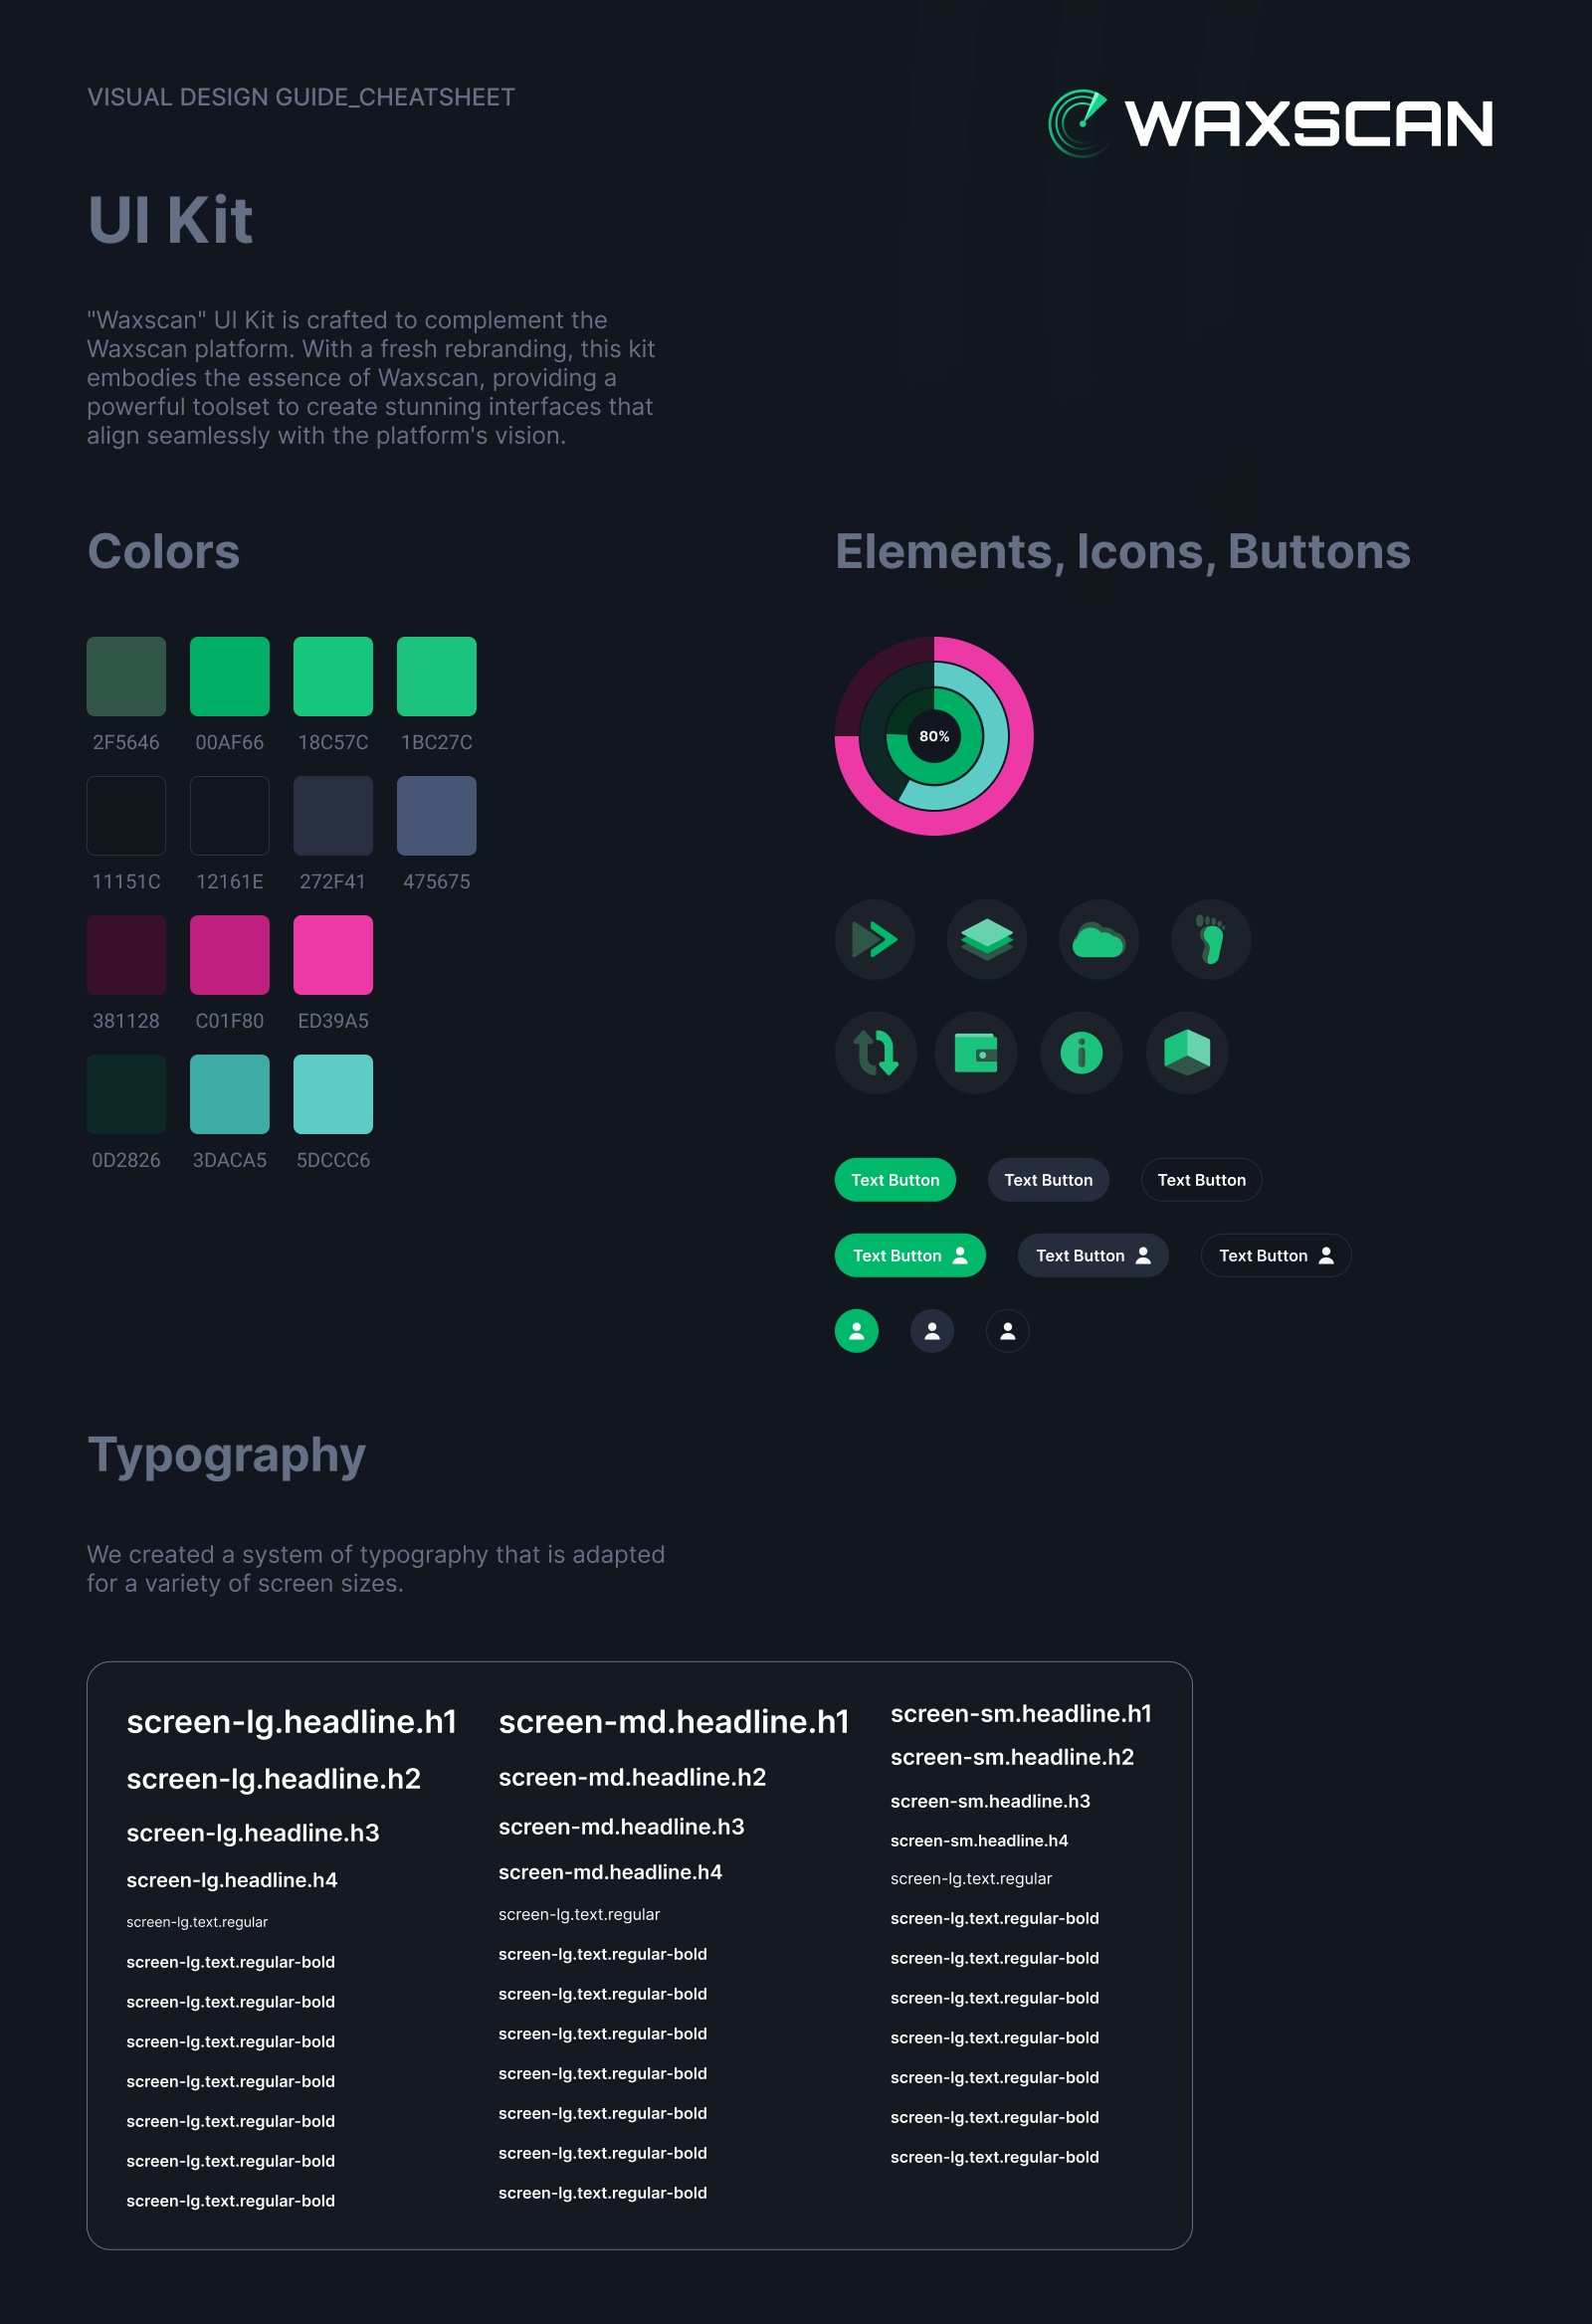 VISUAL DESIGN GUIDE_CHEATSHEET
WAXSCAN
UI Kit
"Waxscan" UI Kit is crafted to complement the
Waxscan platform. With a fresh rebranding, this kit
embodies the essence of Waxscan, providing a
powerful toolset to create stunning interfaces that
align seamlessly with the platform's vision.
Colors
2F5646 00AF66 18C57C 1BC27C
11151C 12161E 272F41 475675
381128 C01F80 ED39A5
0D2826 3DACA5 5DCCC6
Elements, Icons, Buttons
80%
Text Button Text Button Text Button
Text Button Text Button Text Button
Typography
We created a system of typography that is adapted
for a variety of screen sizes.
screen-lg.headline.h1
screen-lg.headline.h2
screen-lg.headline.h3
screen-lg.headline.h4
screen-lg.text.regular
screen-lg.text.regular-bold
screen-lg.text.regular-bold
screen-lg.text.regular-bold
screen-lg.text.regular-bold
screen-lg.text.regular-bold
screen-lg.text.regular-bold
screen-lg.text.regular-bold
screen-md.headline.h1
screen-md.headline.h2
screen-md.headline.h3
screen-md.headline.h4
screen-lg.text.regular
screen-lg.text.regular-bold
screen-lg.text.regular-bold
screen-lg.text.regular-bold
screen-lg.text.regular-bold
screen-lg.text.regular-bold
screen-lg.text.regular-bold
screen-lg.text.regular-bold
screen-sm.headline.h1
screen-sm.headline.h2
screen-sm.headline.h3
screen-sm.headline.h4
screen-lg.text.regular
screen-lg.text.regular-bold
screen-lg.text.regular-bold
screen-lg.text.regular-bold
screen-lg.text.regular-bold
screen-lg.text.regular-bold
screen-lg.text.regular-bold
screen-lg.text.regular-bold